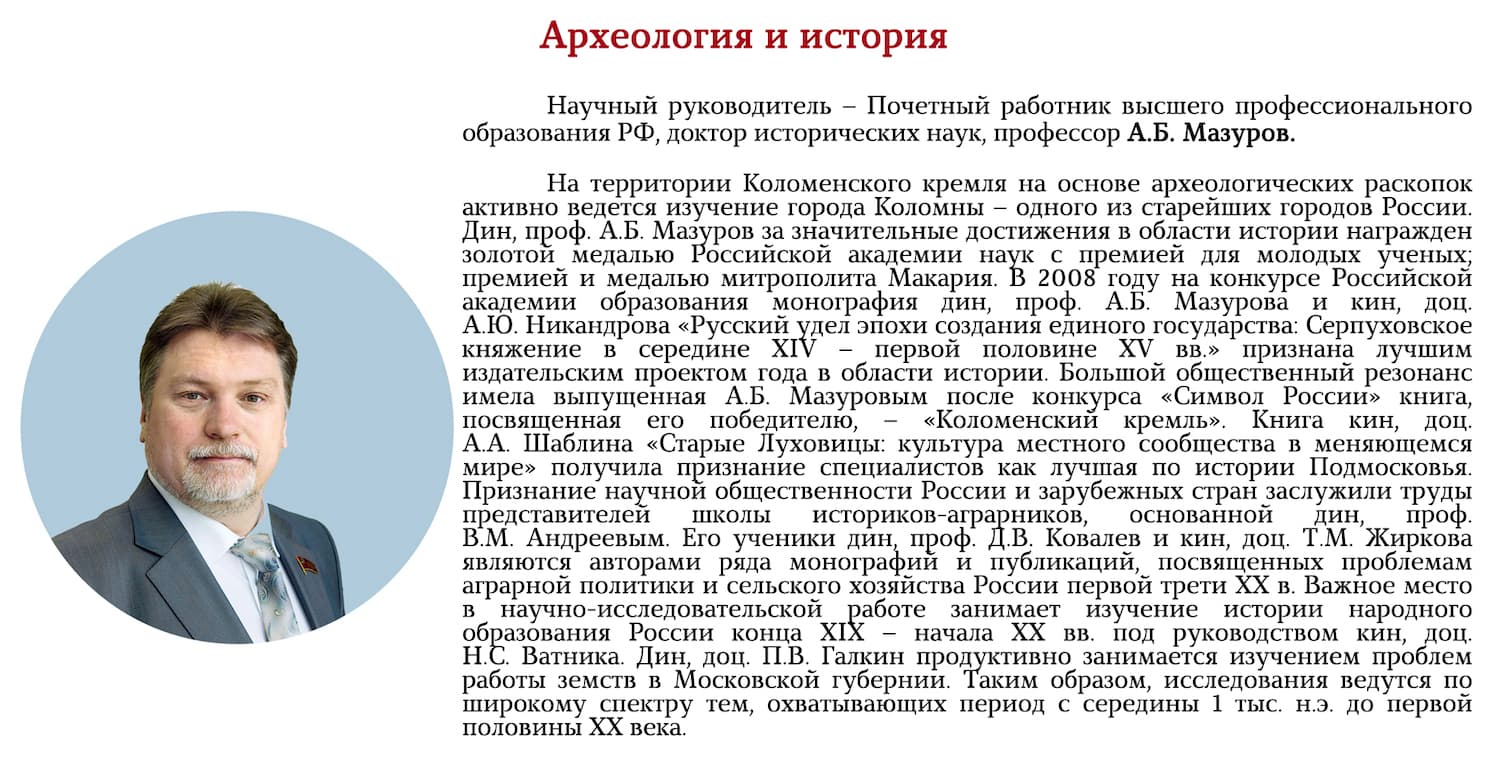 Археология и история
Научный руководитель – Почетный работник высшего профессионального
образования РФ, доктор исторических наук, профессор А.Б. Мазуров.
На территории Коломенского кремля на основе археологических раскопок
активно ведется изучение города Коломны – одного из старейших городов России.
Дин, проф. А.Б. Мазуров за значительные достижения в области истории награжден
золотой медалью Российской академии наук с премией для молодых ученых;
премией и медалью митрополита Макария. В 2008 году на конкурсе Российской
академии образования монография дин, проф. А.Б. Мазурова и кин, доц.
А.Ю. Никандрова «Русский удел эпохи создания единого государства: Серпуховское
княжение в середине XIV – первой половине XV вв.» признана лучшим
издательским проектом года в области истории. Большой общественный резонанс
имела выпущенная А.Б. Мазуровым после конкурса «Символ России» книга,
посвященная его победителю, – «Коломенский кремль». Книга кин, доц.
А.А. Шаблина «Старые Луховицы: культура местного сообщества в меняющемся
мире» получила признание специалистов как лучшая по истории Подмосковья.
Признание научной общественности России и зарубежных стран заслужили труды
представителей школы историков-аграрников, основанной дин, проф.
В.М. Андреевым. Его ученики дин, проф. Д.В. Ковалев и кин, доц. Т.М. Жиркова
являются авторами ряда монографий и публикаций, посвященных проблемам
аграрной политики и сельского хозяйства России первой трети XX в. Важное место
в научно-исследовательской работе занимает изучение истории народного
образования России конца XIX – начала XX вв. под руководством кин, доц.
Н.С. Ватника. Дин, доц. П.В. Галкин продуктивно занимается изучением проблем
работы земств в Московской губернии. Таким образом, исследования ведутся по
широкому спектру тем, охватывающих период с середины 1 тыс. н.э. до первой
половины XX века.